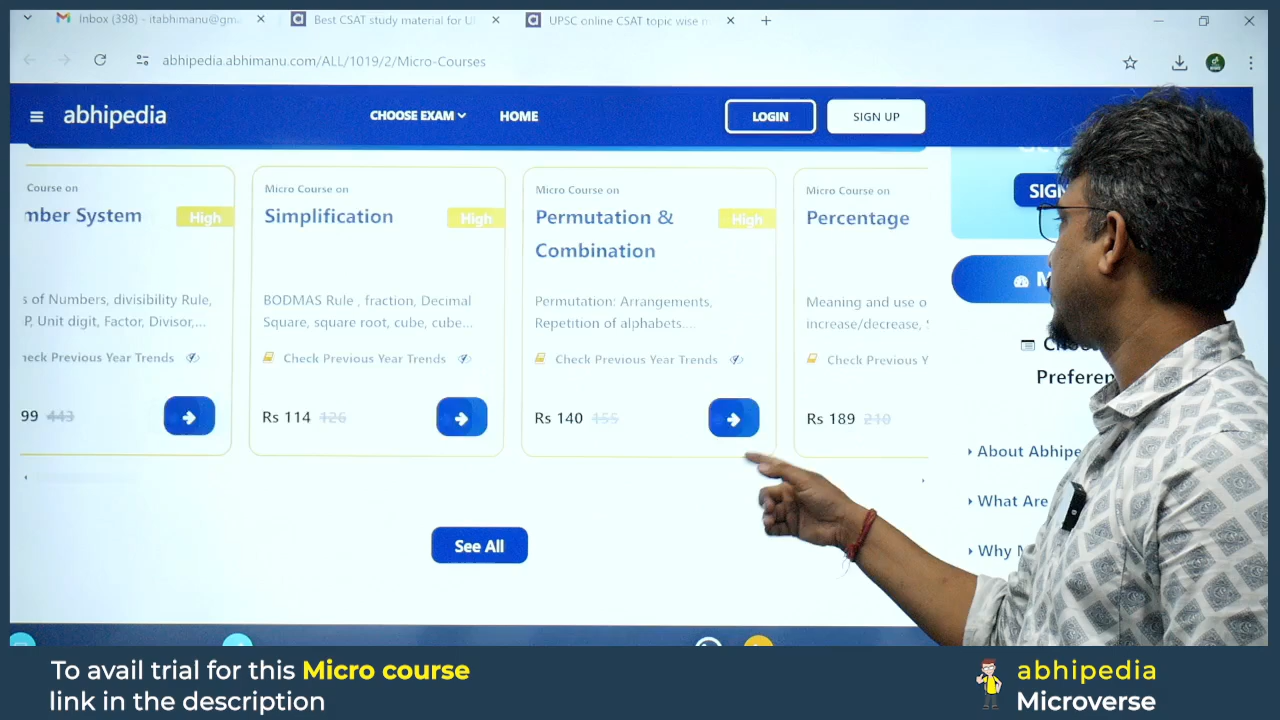 Inbox (398) - itabhimanu@gma
Best CSAT study material for U
UPSC online CSAT topic wise m
abhipedia.abhimanu.com/ALL/1019/2/Micro-Courses
abhipedia
CHOOSE EXAM
HOME
LOGIN
SIGN UP
SIGN
Course on
mber System
High
s of Numbers, divisibility Rule,
P, Unit digit, Factor, Divisor,...
heck Previous Year Trends
99 443
Micro Course on
Simplification
High
BODMAS Rule , fraction, Decimal
Square, square root, cube, cube...
Check Previous Year Trends
Rs 114 126
Micro Course on
Permutation &
Combination
High
Permutation: Arrangements,
Repetition of alphabets...
Check Previous Year Trends
Rs 140 155
Micro Course on
Percentage
Meaning and use o
increase/decrease,
Check Previous Y
Rs 189 210
M
Preferen
About Abhipe
What Are
Why
See All
To avail trial for this Micro course
link in the description
abhipedia
Microverse